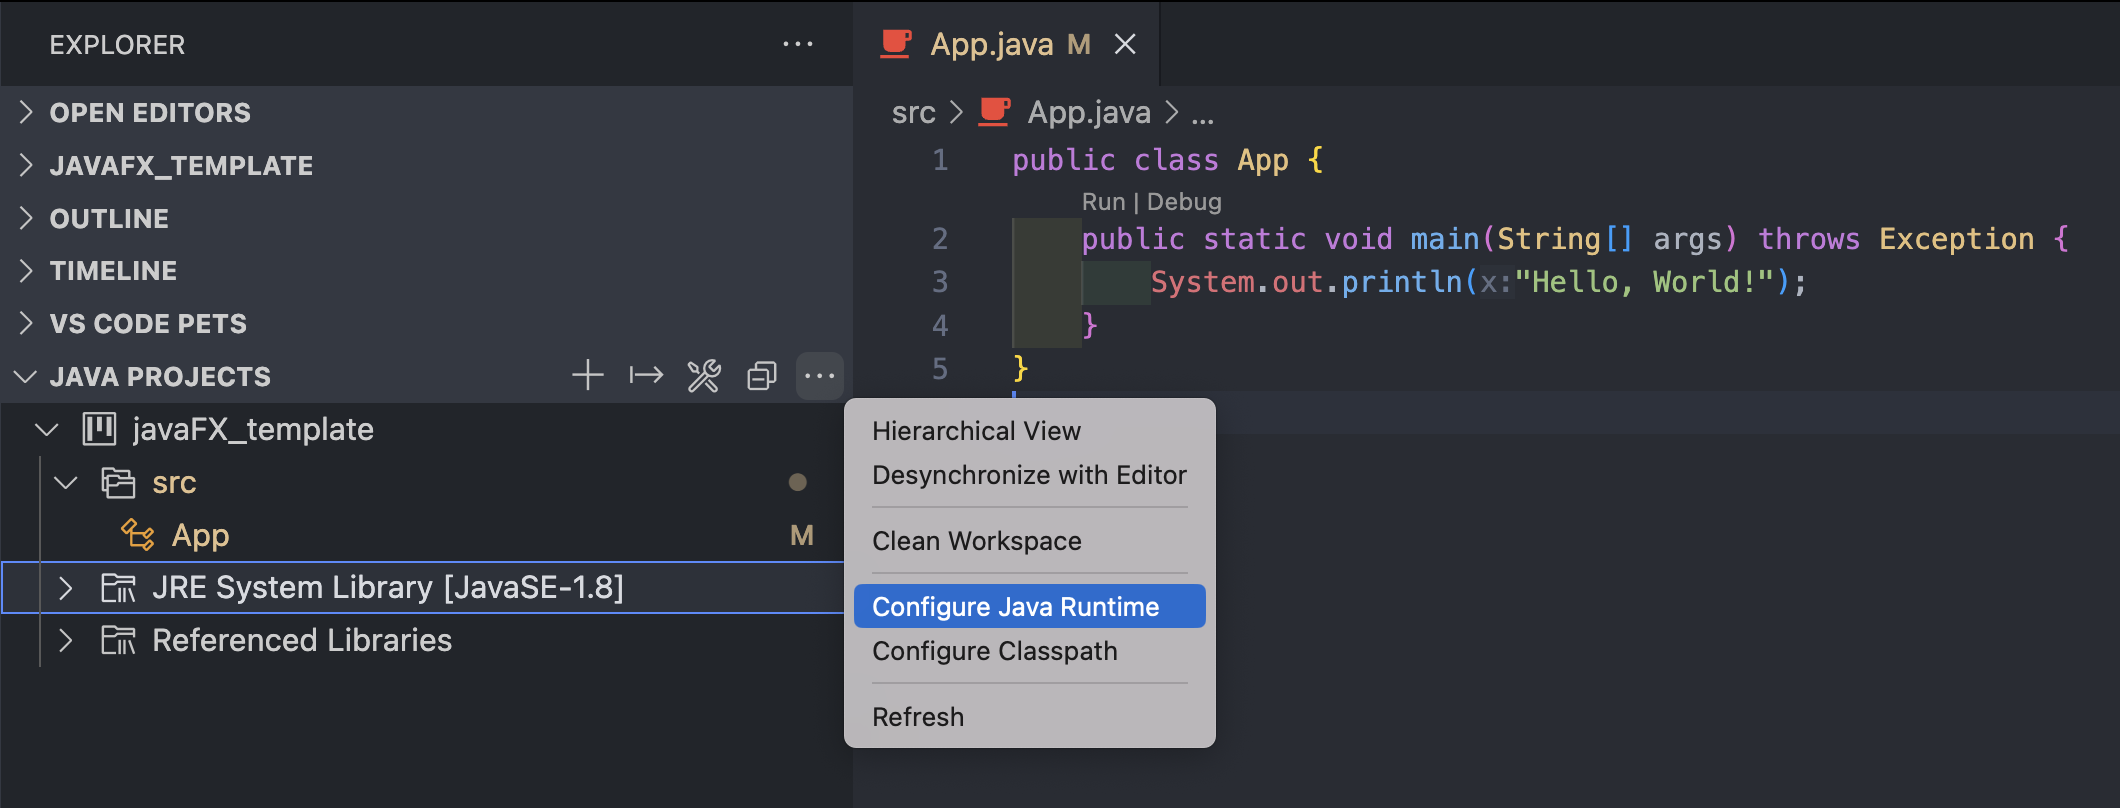 EXPLORER
OPEN EDITORS
JAVAFX_TEMPLATE
OUTLINE
TIMELINE
VS CODE PETS
JAVA PROJECTS
javaFX_template
src
App M
JRE System Library [JavaSE-1.8]
Referenced Libraries
App.java M
src > App.java > ...
1 public class App {
Run | Debug
2 public static void main(String[] args) throws Exception {
3 System.out.println(x:"Hello, World!");
4 }
5 }
Hierarchical View
Desynchronize with Editor
Clean Workspace
Configure Java Runtime
Configure Classpath
Refresh